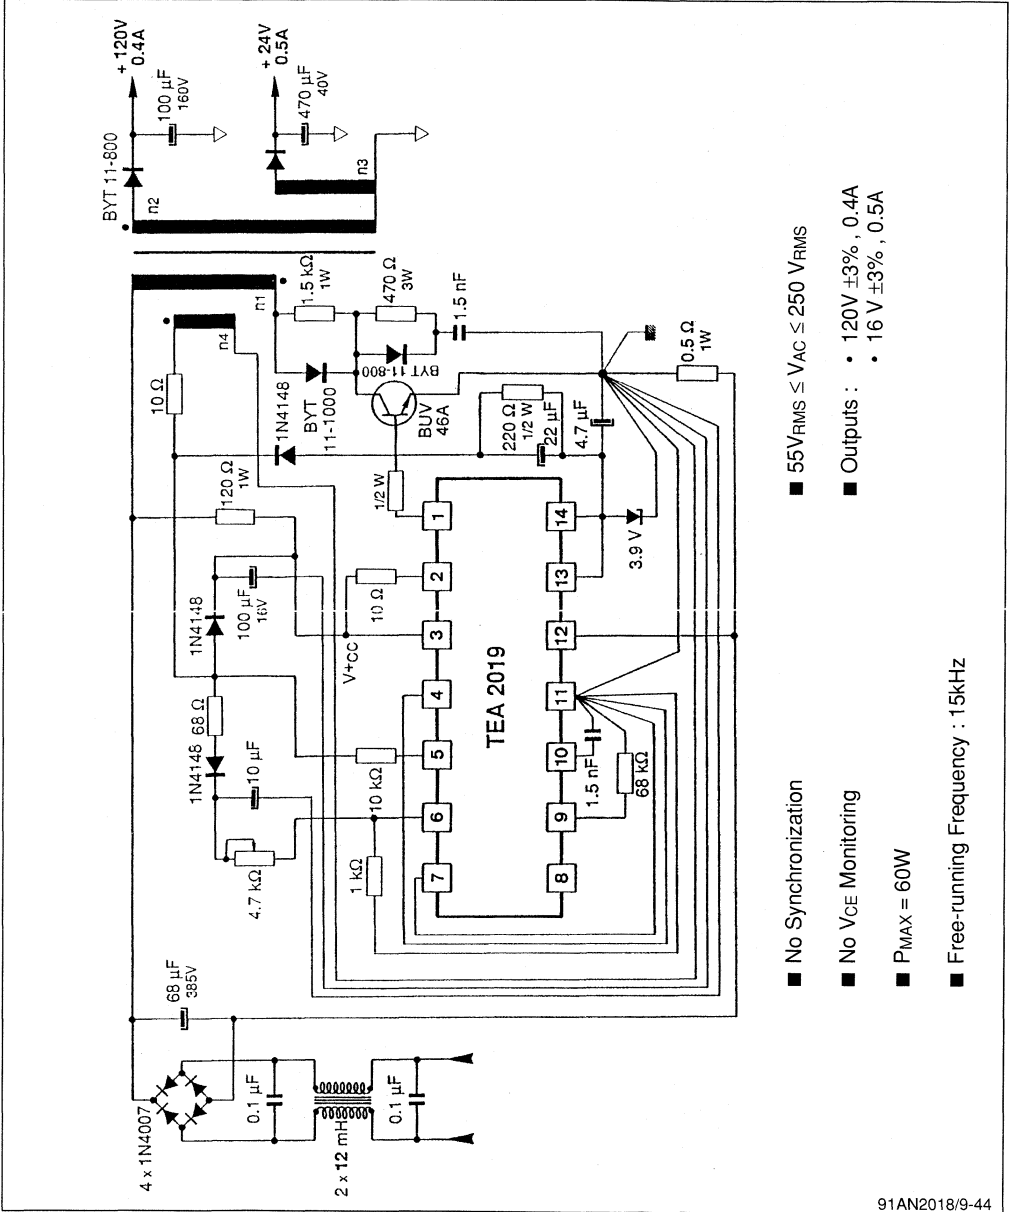 + 120V
0.4A
100 µF
160V
+ 24V
0.5A
470 µF
40V
BYT 11-800
n2
n3
n1
n4
1.5 kΩ
1W
470 Ω
3W
1.5 nF
BYT 11-800
BYT
11-1000
1N4148
10 Ω
BUV
46A
220 Ω
1/2 W
22 µF
4.7 µF
0.5 Ω
1W
120 Ω
1W
1/2 W
3.9 V
100 µF
16V
1N4148
V+CC
10 Ω
68 Ω
1N4148
10 µF
10 kΩ
4.7 kΩ
1 kΩ
1
2
3
4
5
6
7
14
13
12
11
10
9
8
TEA 2019
1.5 nF
68 kΩ
68 µF
385V
4 x 1N4007
0.1 µF
2 x 12 mH
0.1 µF
■ No Synchronization
■ No VCE Monitoring
■ PMAX = 60W
■ Free-running Frequency : 15kHz
■ 55VRMS ≤ VAC ≤ 250 VRMS
■ Outputs : • 120V ±3% , 0.4A
• 16 V ±3% , 0.5A
91AN2018/9-44